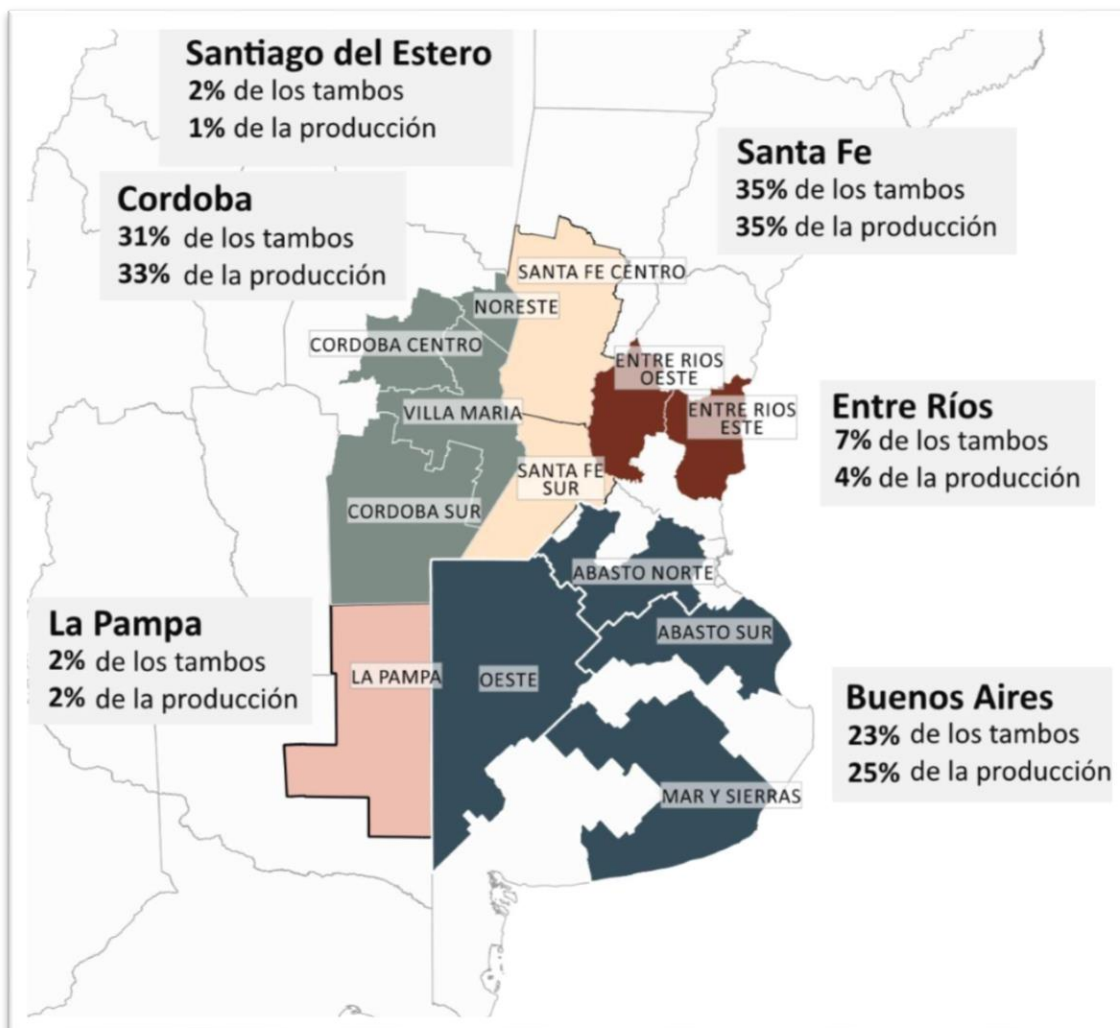 Santiago del Estero
2% de los tambos
1% de la producción
Santa Fe
35% de los tambos
35% de la producción
Cordoba
31% de los tambos
33% de la producción
SANTA FE CENTRO
NORESTE
CORDOBA CENTRO
ENTRE RIOS
OESTE
VILLA MARIA
ENTRE RIOS
ESTE
Entre Ríos
7% de los tambos
4% de la producción
SANTA FE
SUR
CORDOBA SUR
ABASTO NORTE
La Pampa
2% de los tambos
2% de la producción
ABASTO SUR
LA PAMPA
OESTE
Buenos Aires
23% de los tambos
25% de la producción
MAR Y SIERRAS